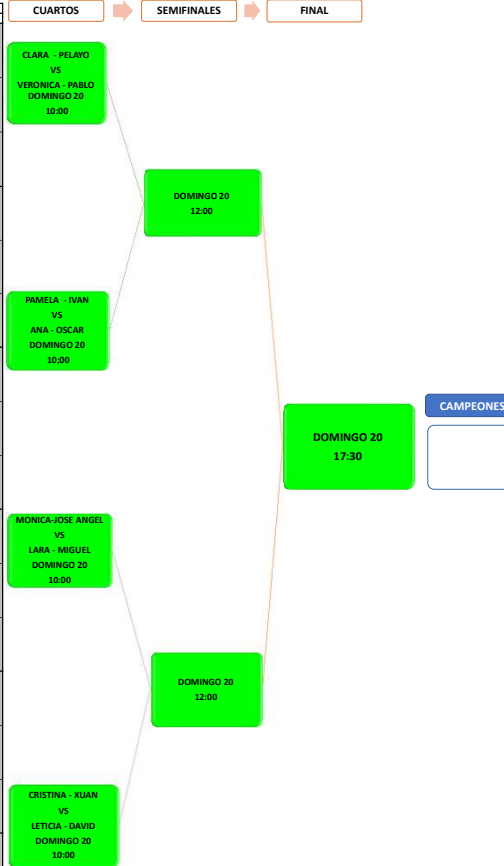 CUARTOS
SEMIFINALES
FINAL
CLARA - PELAYO
VS
VERONICA - PABLO
DOMINGO 20
10:00
DOMINGO 20
12:00
PAMELA - IVAN
VS
ANA - OSCAR
DOMINGO 20
10;00
DOMINGO 20
17:30
CAMPEONES
MONICA-JOSE ANGEL
VS
LARA - MIGUEL
DOMINGO 20
10:00
DOMINGO 20
12:00
CRISTINA - XUAN
VS
LETICIA - DAVID
DOMINGO 20
10:00